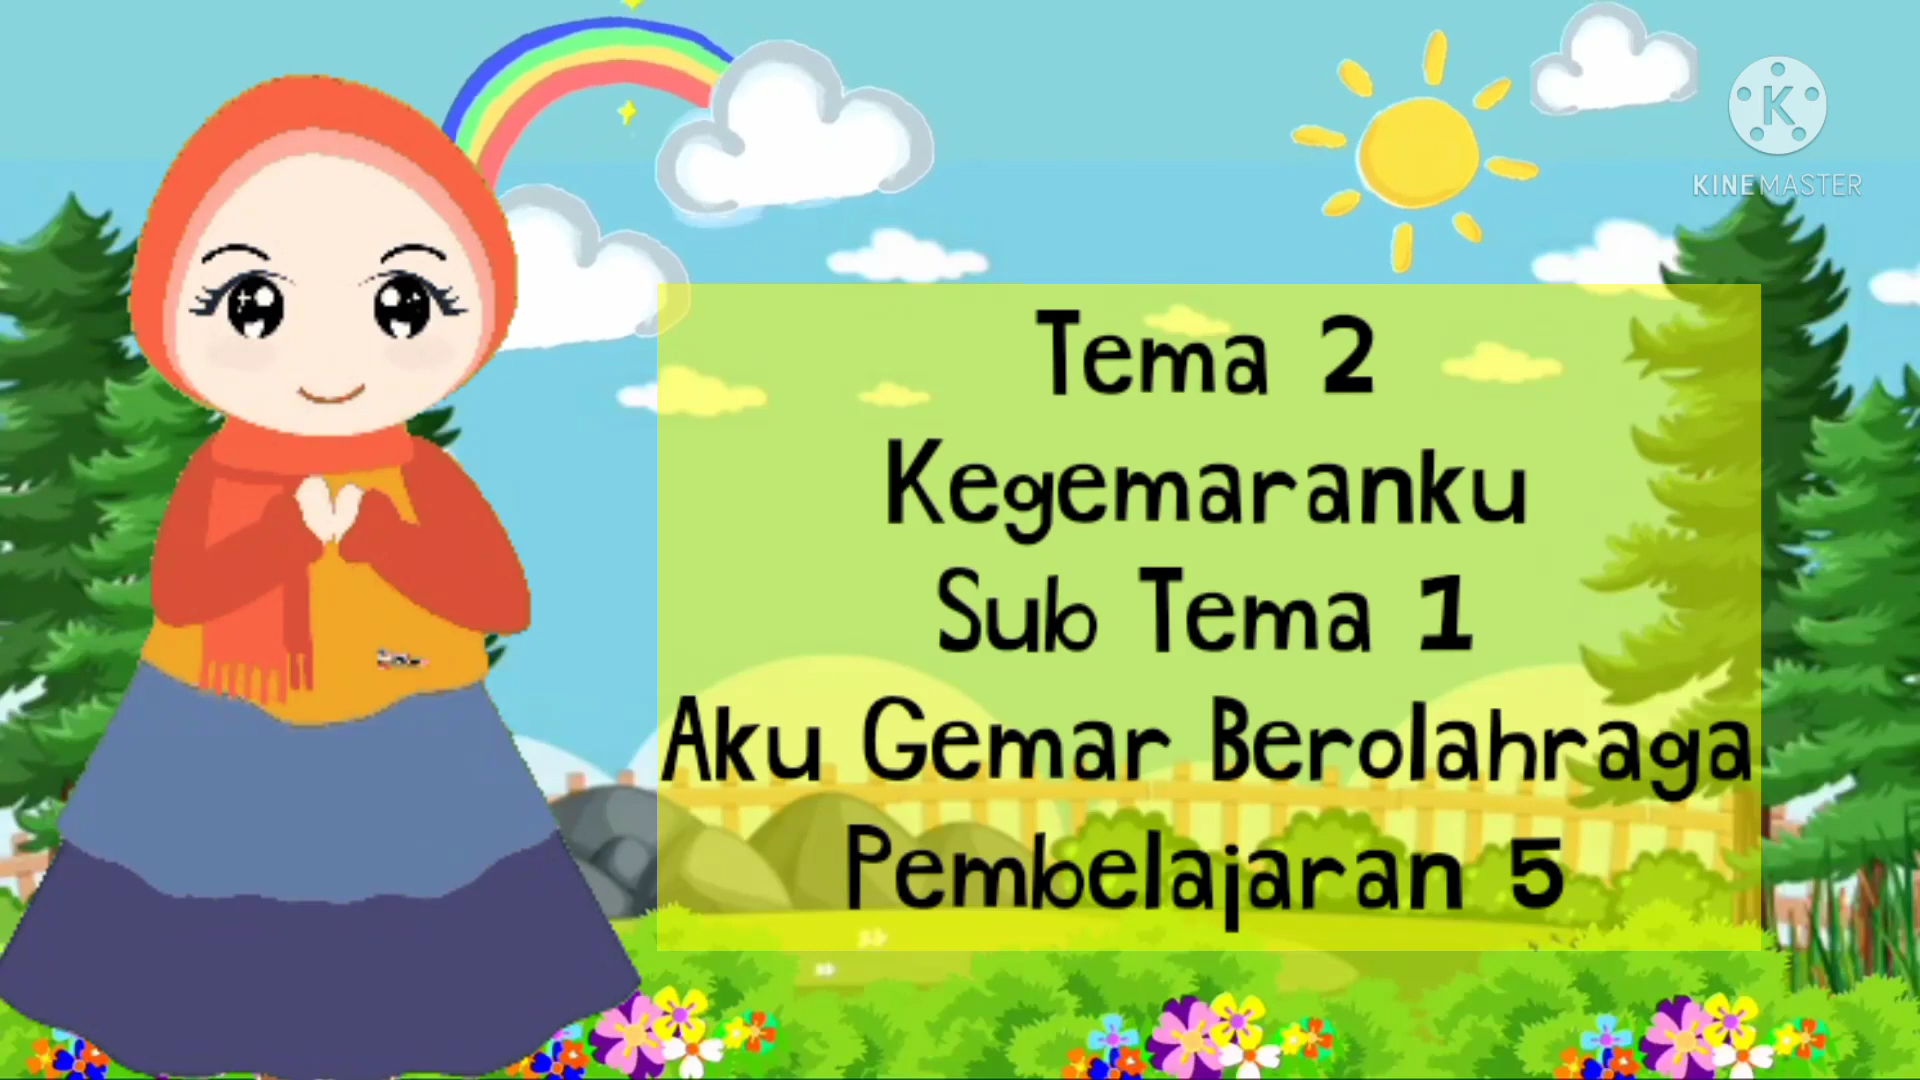 KINEMASTER
Tema 2
Kegemaranku
Sub Tema 1
Aku Gemar Berolahraga
Pembelajaran 5